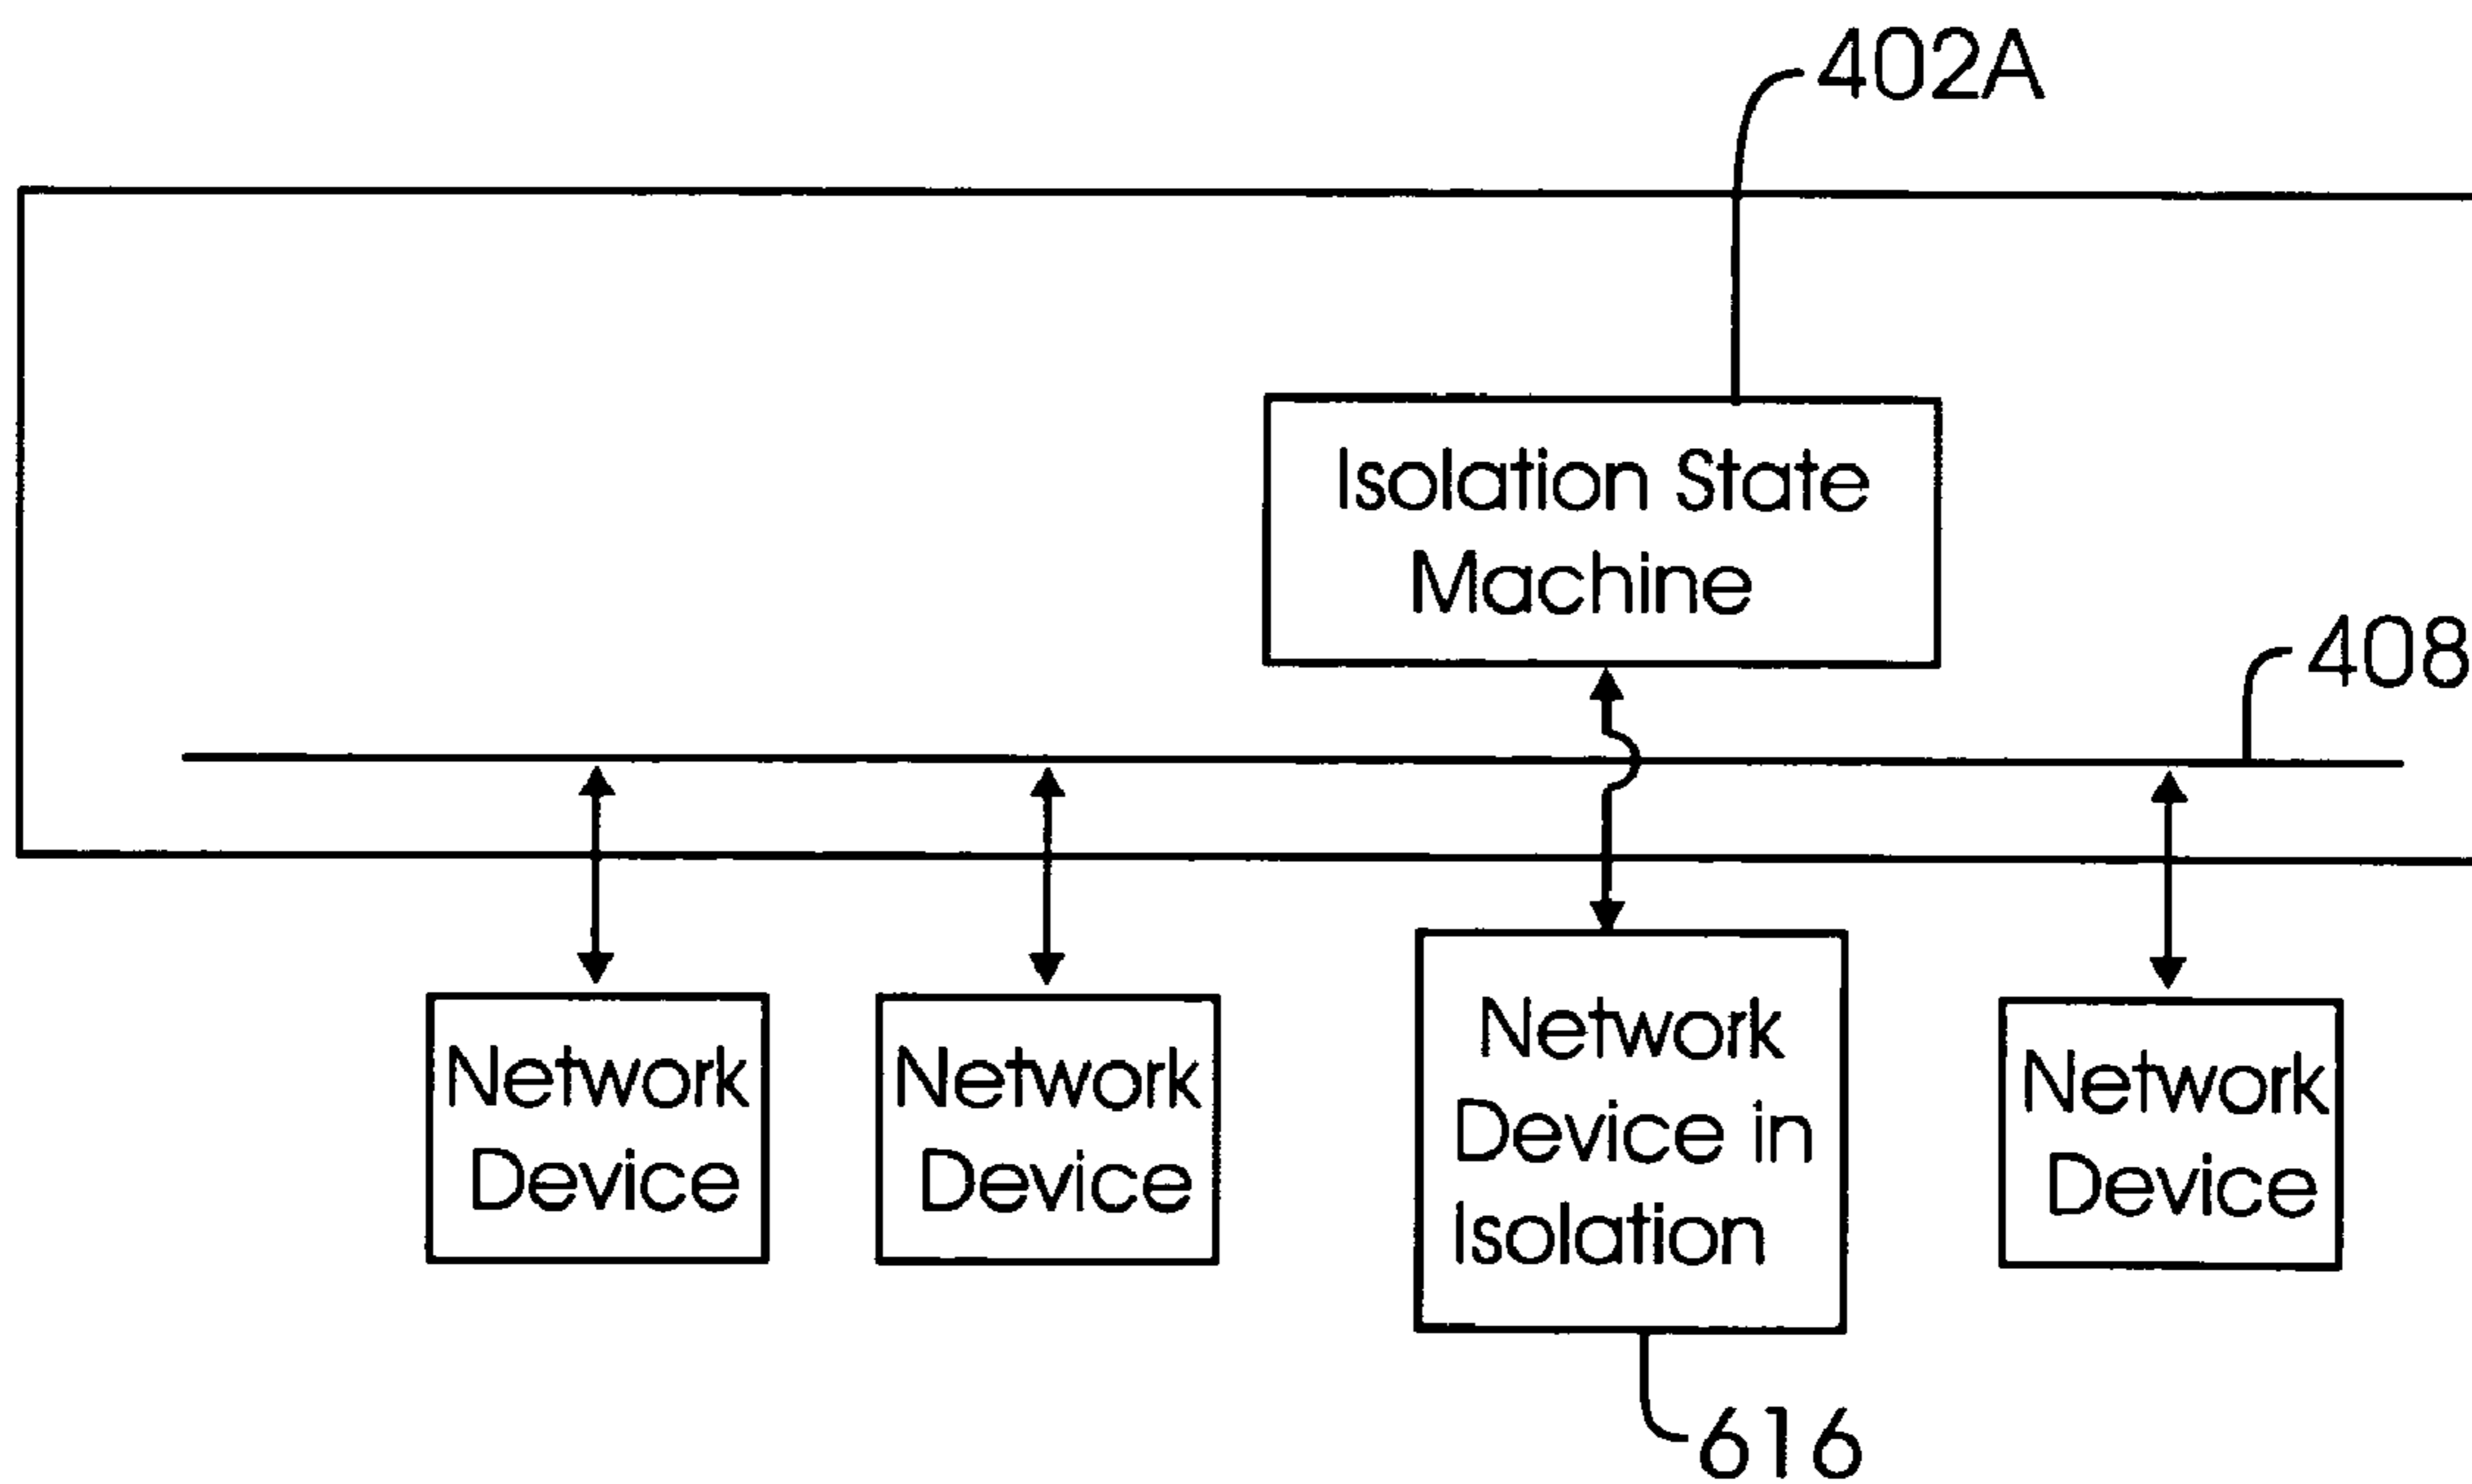 402A
Isolation State
Machine
408
Network
Device
Network
Device
Network
Device in
Isolation
Network
Device
616